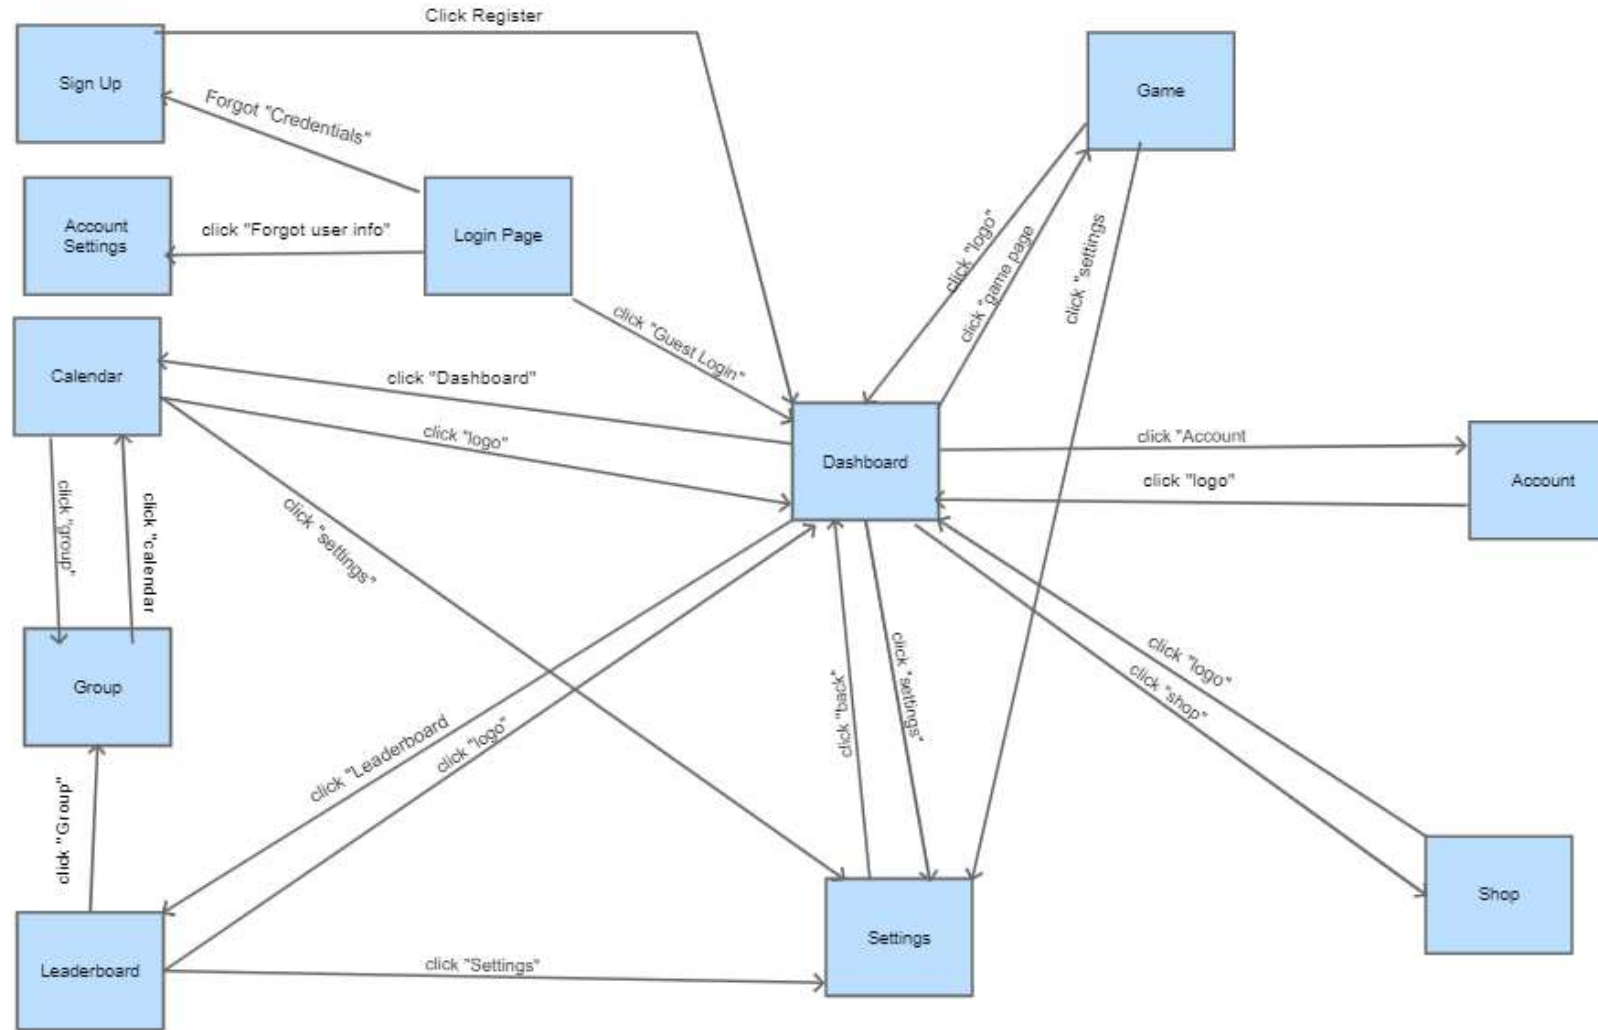 Click Register
Sign Up
Game
Forgot "Credentials"
Account
Settings
click "Forgot user info"
Login Page
click "logo"
click "game page
click "settings
click "Guest Login"
Calendar
click "Dashboard"
click "logo"
Dashboard
click "Account
click "logo"
Account
click "group"
click "calendar
click "settings"
Group
click "Leaderboard
click "logo"
click "back"
click "settings"
click "logo"
click "shop"
click "Group"
Shop
Settings
Leaderboard
click "Settings"